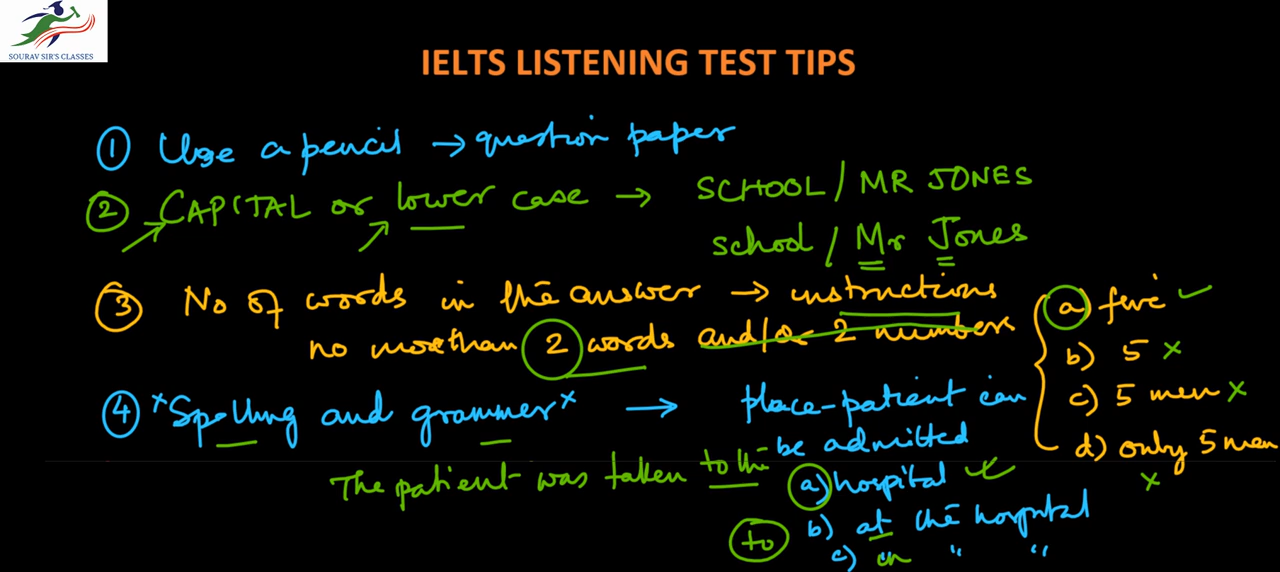 SOURAV SIR'S CLASSES
IELTS LISTENING TEST TIPS
① Use a pencil → question paper
② CAPITAL or lower case → SCHOOL / MR JONES
school / Mr Jones
③ No of words in the answer → instructions
no more than 2 words and/or 2 numbers
a) five ✓
b) 5 x
c) 5 men x
d) only 5 men
x
④ *Spelling and grammer* → place-patient can
be admitted
The patient was taken to the
a) hospital ✓
to b) at the hospital
c) in " "